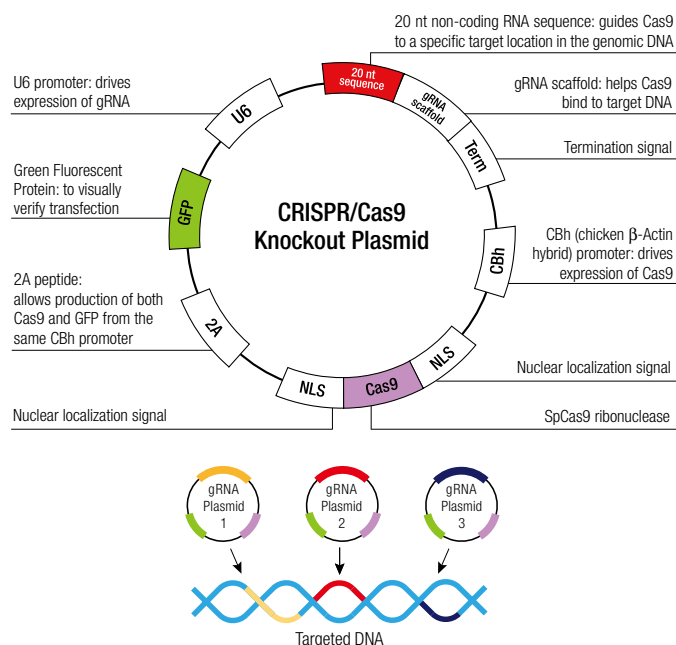 20 nt non-coding RNA sequence: guides Cas9
to a specific target location in the genomic DNA
U6 promoter: drives
expression of gRNA
20 nt
sequence
gRNA
scaffold
gRNA scaffold: helps Cas9
bind to target DNA
U6
Term
Termination signal
Green Fluorescent
Protein: to visually
verify transfection
GFP
CRISPR/Cas9
Knockout Plasmid
CBh
CBh (chicken β-Actin
hybrid) promoter: drives
expression of Cas9
2A peptide:
allows production of both
Cas9 and GFP from the
same CBh promoter
2A
NLS
Cas9
NLS
Nuclear localization signal
Nuclear localization signal
SpCas9 ribonuclease
gRNA
Plasmid
1
gRNA
Plasmid
2
gRNA
Plasmid
3
Targeted DNA